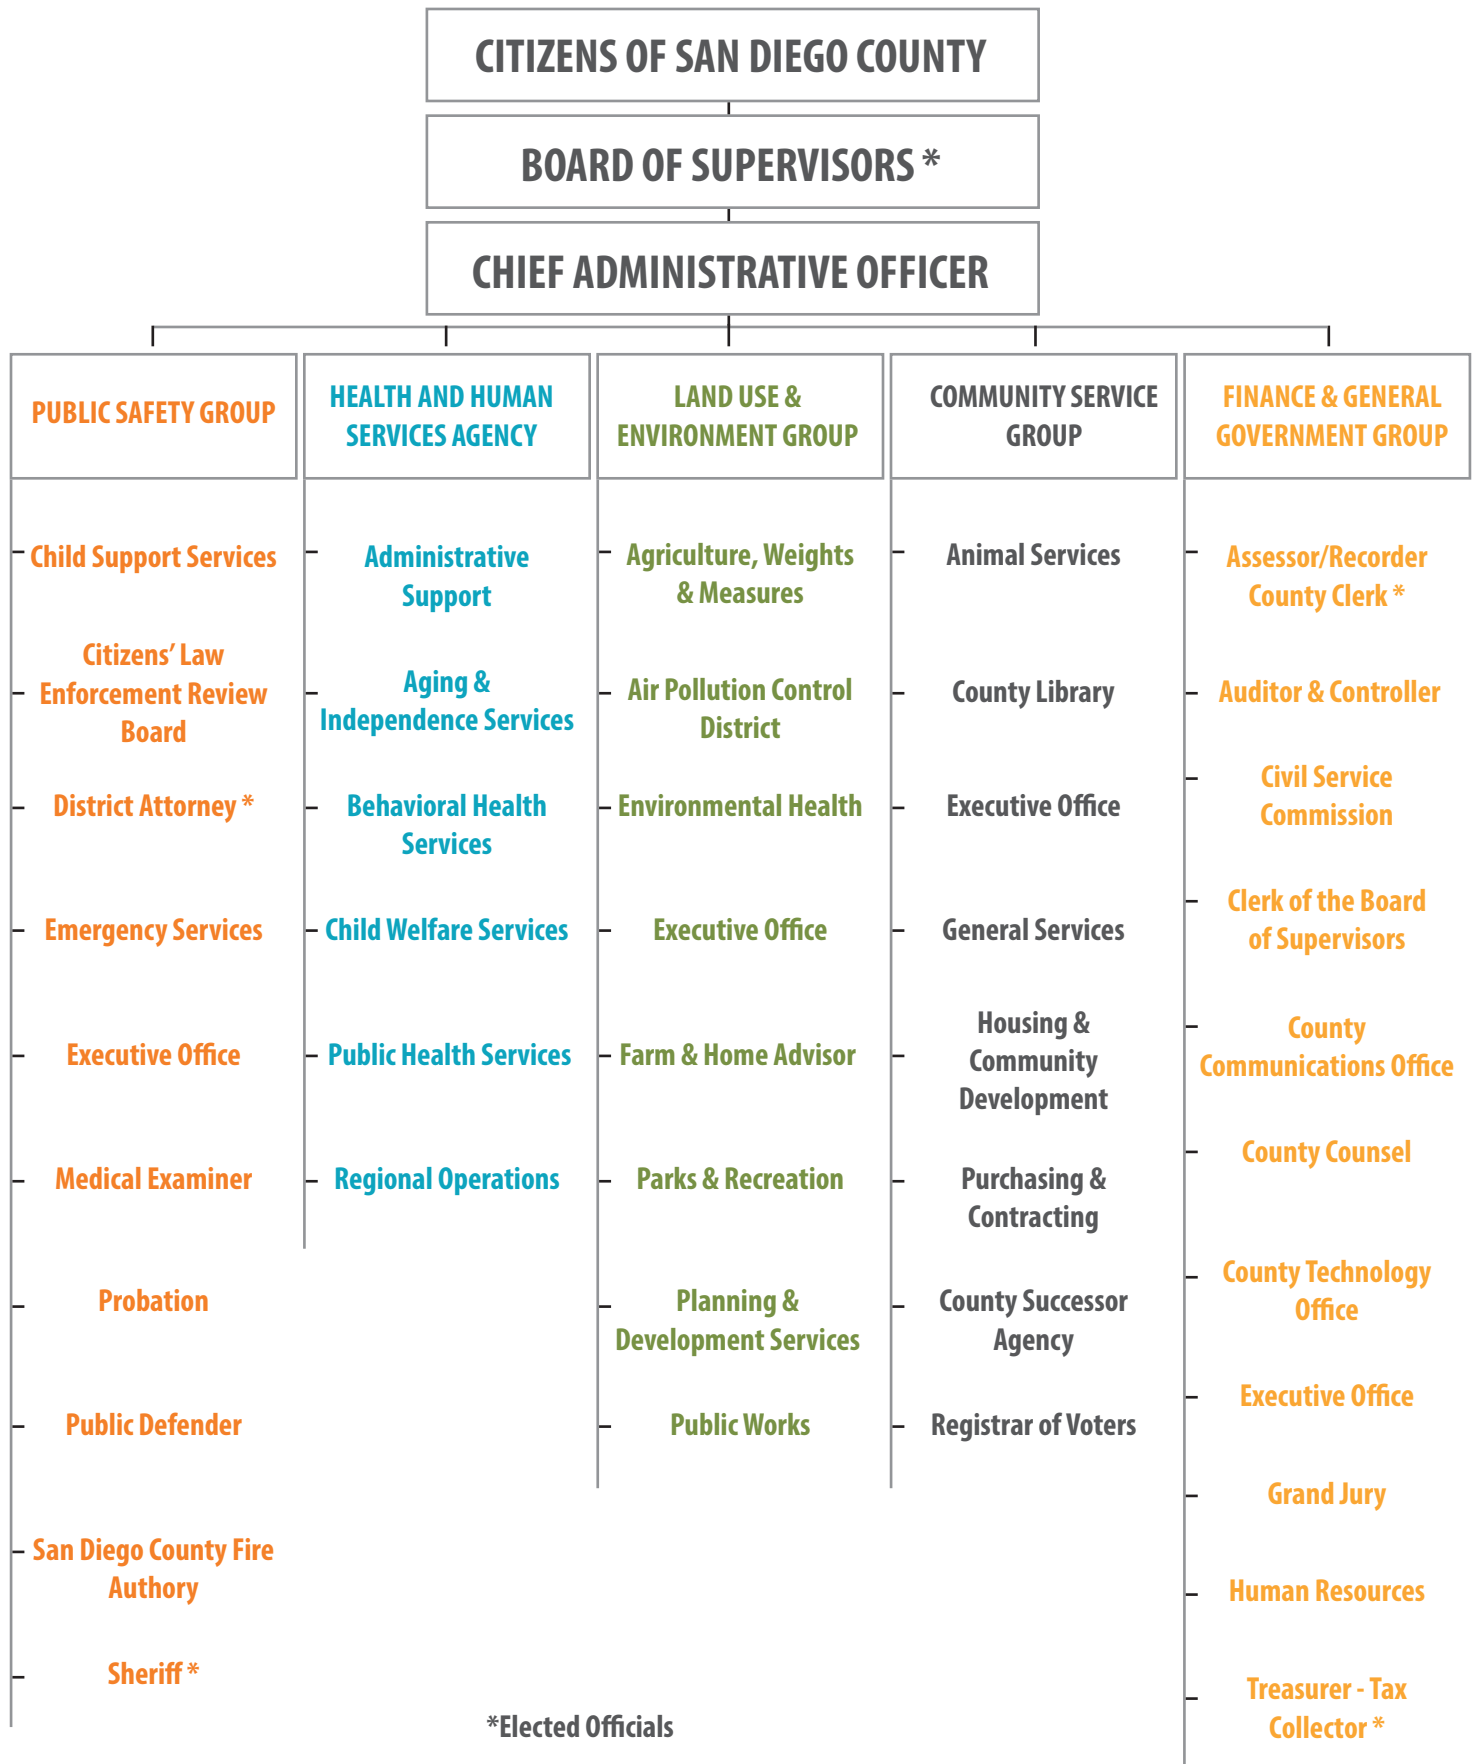 CITIZENS OF SAN DIEGO COUNTY
BOARD OF SUPERVISORS *
CHIEF ADMINISTRATIVE OFFICER
PUBLIC SAFETY GROUP
Child Support Services
Citizens’ Law
Enforcement Review
Board
District Attorney *
Emergency Services
Executive Office
Medical Examiner
Probation
Public Defender
San Diego County Fire
Authory
Sheriff *
HEALTH AND HUMAN
SERVICES AGENCY
Administrative
Support
Aging &
Independence Services
Behavioral Health
Services
Child Welfare Services
Public Health Services
Regional Operations
LAND USE &
ENVIRONMENT GROUP
Agriculture, Weights
& Measures
Air Pollution Control
District
Environmental Health
Executive Office
Farm & Home Advisor
Parks & Recreation
Planning &
Development Services
Public Works
COMMUNITY SERVICE
GROUP
Animal Services
County Library
Executive Office
General Services
Housing &
Community
Development
Purchasing &
Contracting
County Successor
Agency
Registrar of Voters
FINANCE & GENERAL
GOVERNMENT GROUP
Assessor/Recorder
County Clerk *
Auditor & Controller
Civil Service
Commission
Clerk of the Board
of Supervisors
County
Communications Office
County Counsel
County Technology
Office
Executive Office
Grand Jury
Human Resources
Treasurer - Tax
Collector *
*Elected Officials